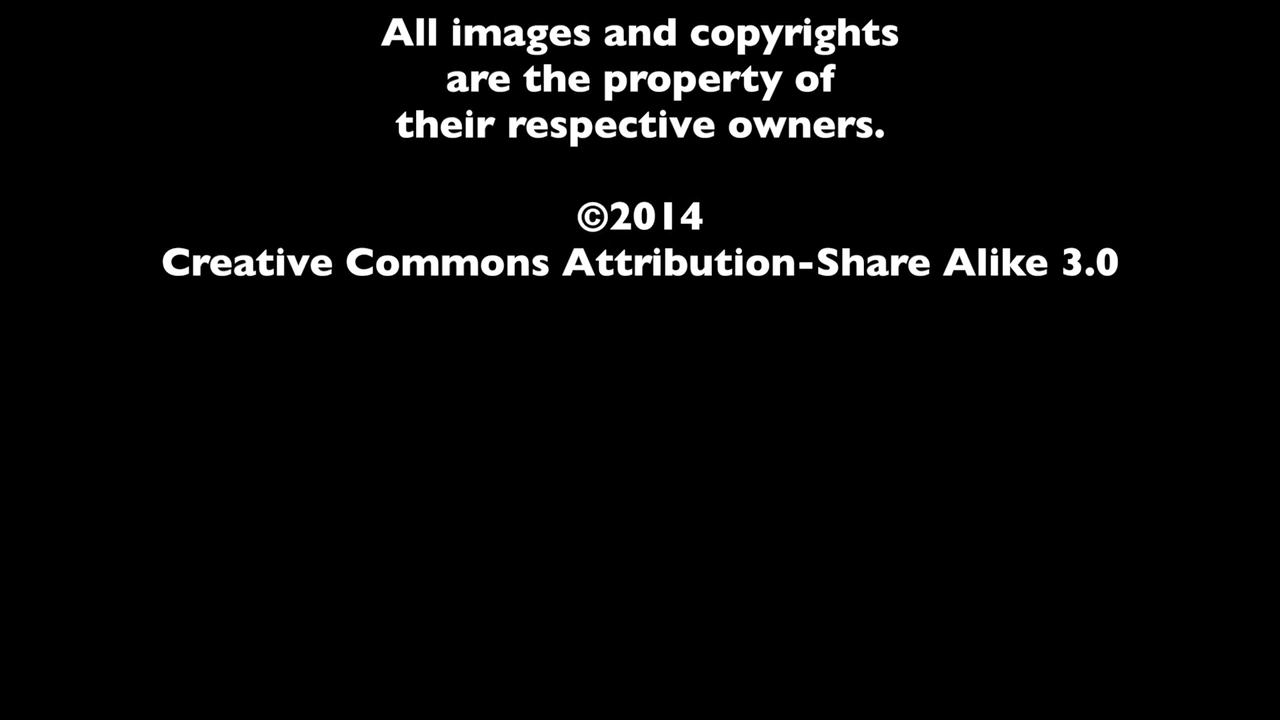 All images and copyrights
are the property of
their respective owners.
©2014
Creative Commons Attribution-Share Alike 3.0